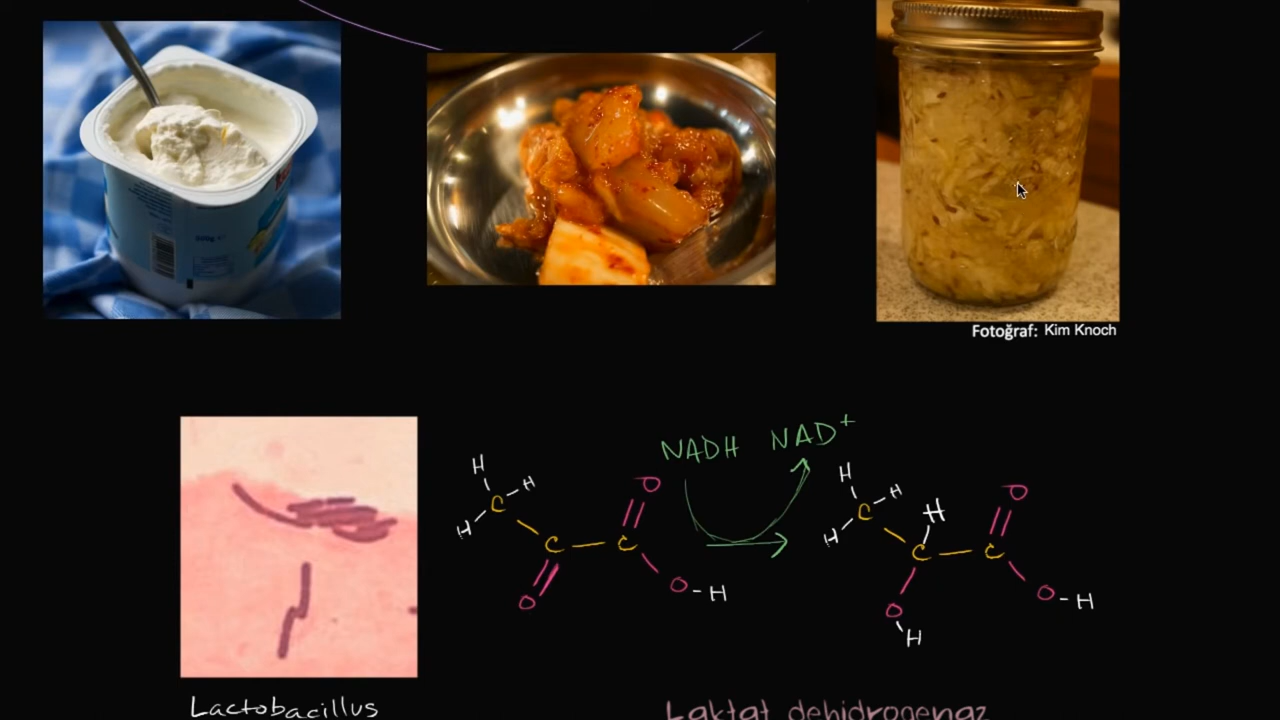 Fotoğraf: Kim Knoch
NADH NAD⁺
H
H
H
C
C
C
O
O
O-H
H
H
H
H
C
C
C
O
O
H
O-H
Lactobacillus
Laktat dehidrogenaz